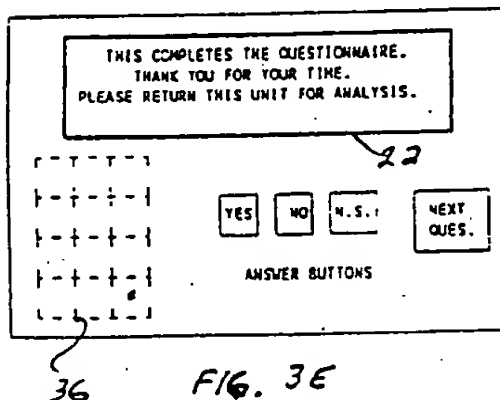 THIS COMPLETES THE QUESTIONNAIRE.
THANK YOU FOR YOUR TIME.
PLEASE RETURN THIS UNIT FOR ANALYSIS.
22
YES NO N.S. NEXT
QUES.
ANSWER BUTTONS
36
FIG. 3E